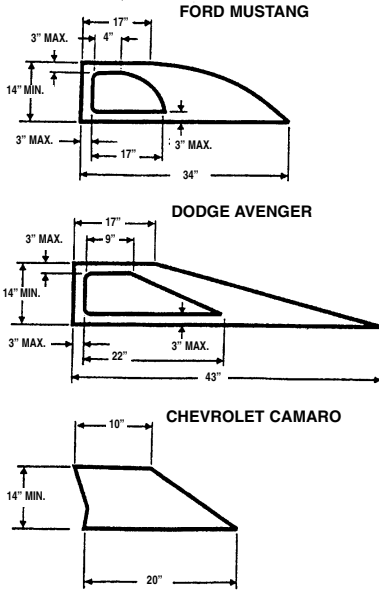 FORD MUSTANG
17”
3” MAX.
4”
14” MIN.
3” MAX.
3” MAX.
17”
34”
DODGE AVENGER
17”
3” MAX.
9”
14” MIN.
3” MAX.
3” MAX.
22”
43”
CHEVROLET CAMARO
10”
14” MIN.
20”